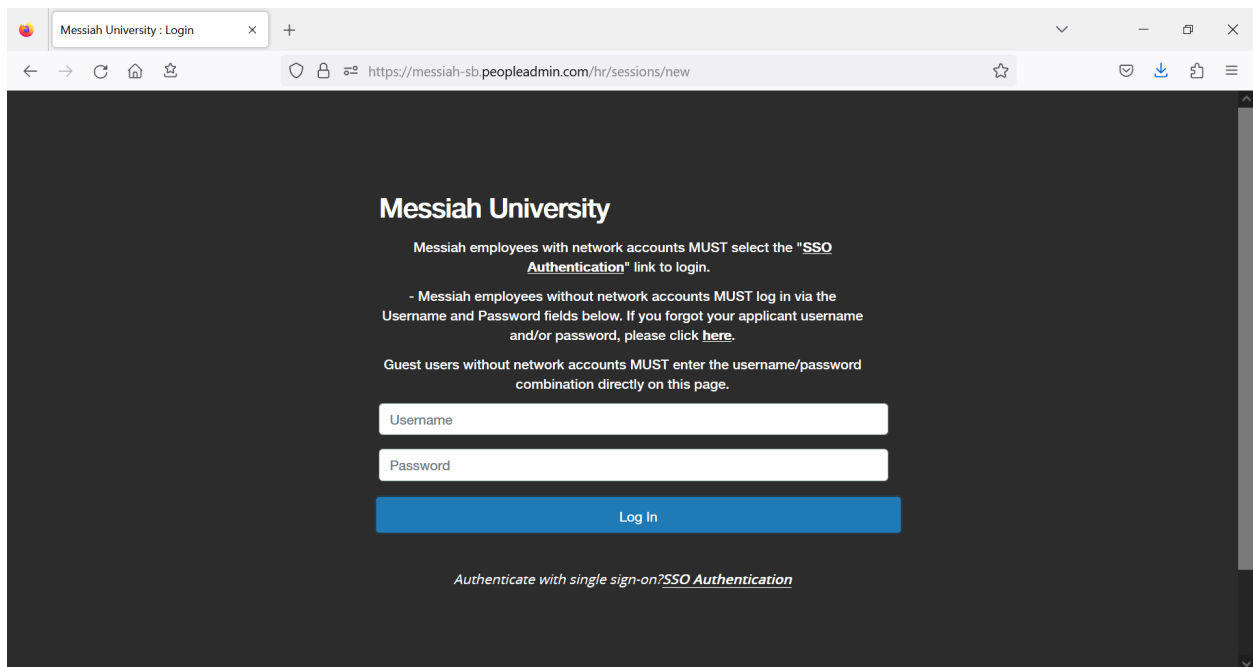 Messiah University : Login
https://messiah-sb.peopleadmin.com/hr/sessions/new
Messiah University
Messiah employees with network accounts MUST select the "SSO
Authentication" link to login.
- Messiah employees without network accounts MUST log in via the
Username and Password fields below. If you forgot your applicant username
and/or password, please click here.
Guest users without network accounts MUST enter the username/password
combination directly on this page.
Username
Password
Log In
Authenticate with single sign-on?SSO Authentication